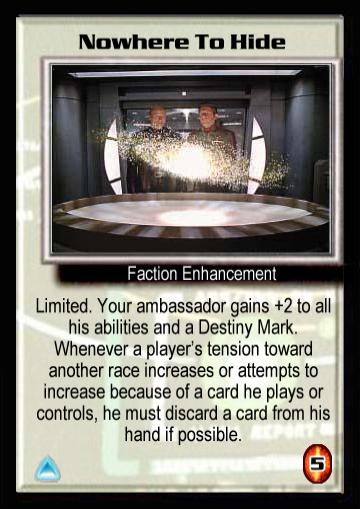 Nowhere To Hide
Faction Enhancement
Limited. Your ambassador gains +2 to all
his abilities and a Destiny Mark.
Whenever a player's tension toward
another race increases or attempts to
increase because of a card he plays or
controls, he must discard a card from his
hand if possible.
5